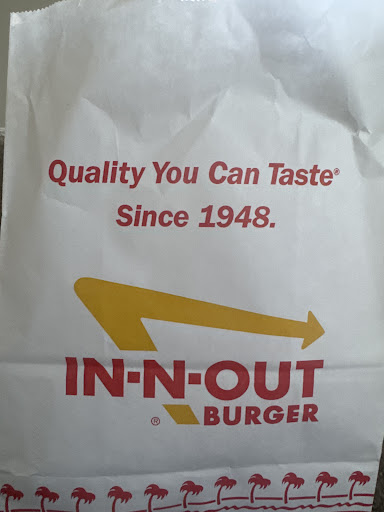 Quality You Can Taste®
Since 1948.
IN-N-OUT
® BURGER